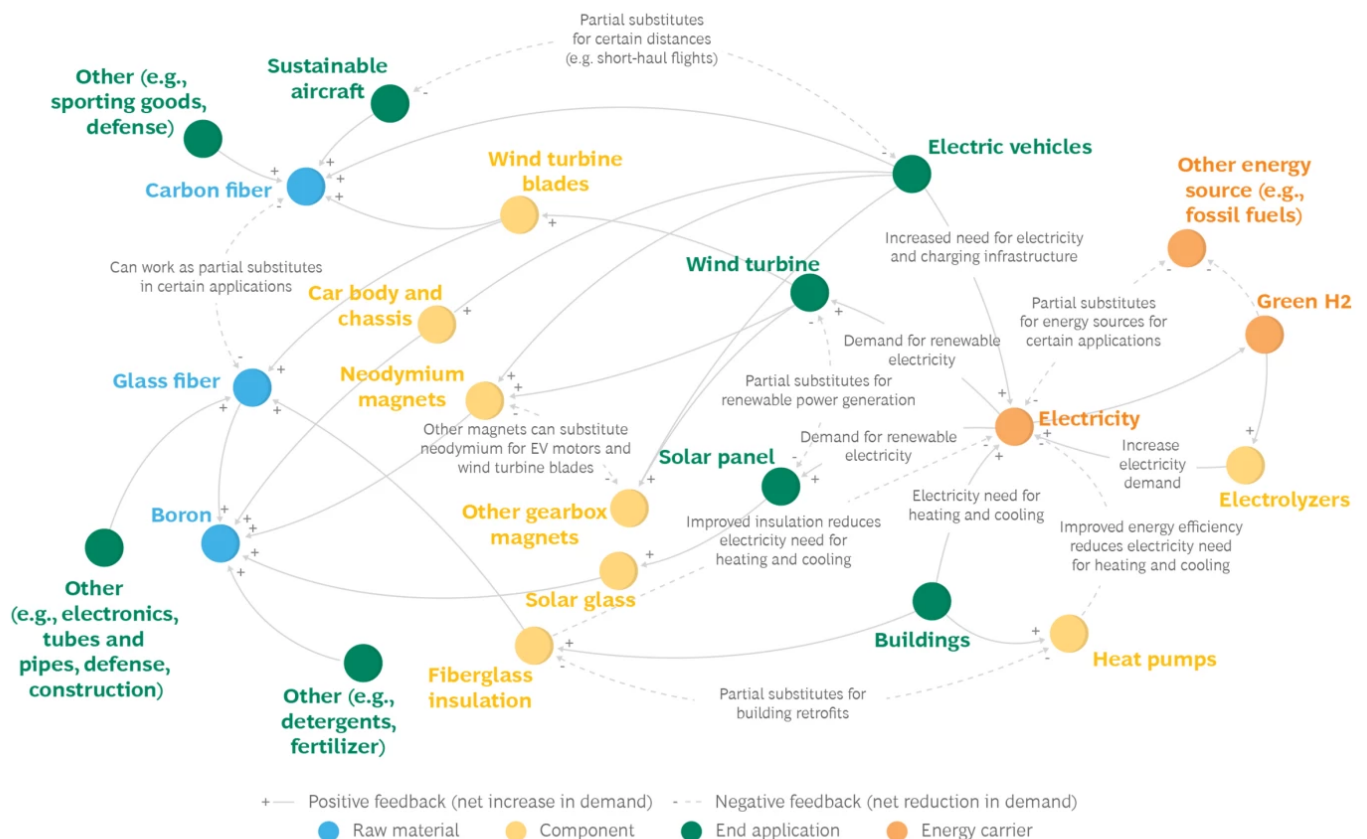 Partial substitutes
for certain distances
(e.g. short-haul flights)
Other (e.g.,
sporting goods,
defense)
Sustainable
aircraft
Electric vehicles
Wind turbine
blades
Other energy
source (e.g.,
fossil fuels)
Carbon fiber
Increased need for electricity
and charging infrastructure
Can work as partial substitutes
in certain applications
Wind turbine
Car body and
chassis
Partial substitutes
for energy sources for
certain applications
Green H2
Demand for renewable
electricity
Glass fiber
Neodymium
magnets
Partial substitutes for
renewable power generation
Electricity
Other magnets can substitute
neodymium for EV motors and
wind turbine blades
Demand for renewable
electricity
Increase
electricity
demand
Solar panel
Electrolyzers
Boron
Other gearbox
magnets
Electricity need for
heating and cooling
Improved insulation reduces
electricity need for
heating and cooling
Improved energy efficiency
reduces electricity need
for heating and cooling
Solar glass
Other
(e.g., electronics,
tubes and
pipes, defense,
construction)
Buildings
Heat pumps
Fiberglass
insulation
Other (e.g.,
detergents,
fertilizer)
Partial substitutes for
building retrofits
+ Positive feedback (net increase in demand)
- Negative feedback (net reduction in demand)
Raw material
Component
End application
Energy carrier